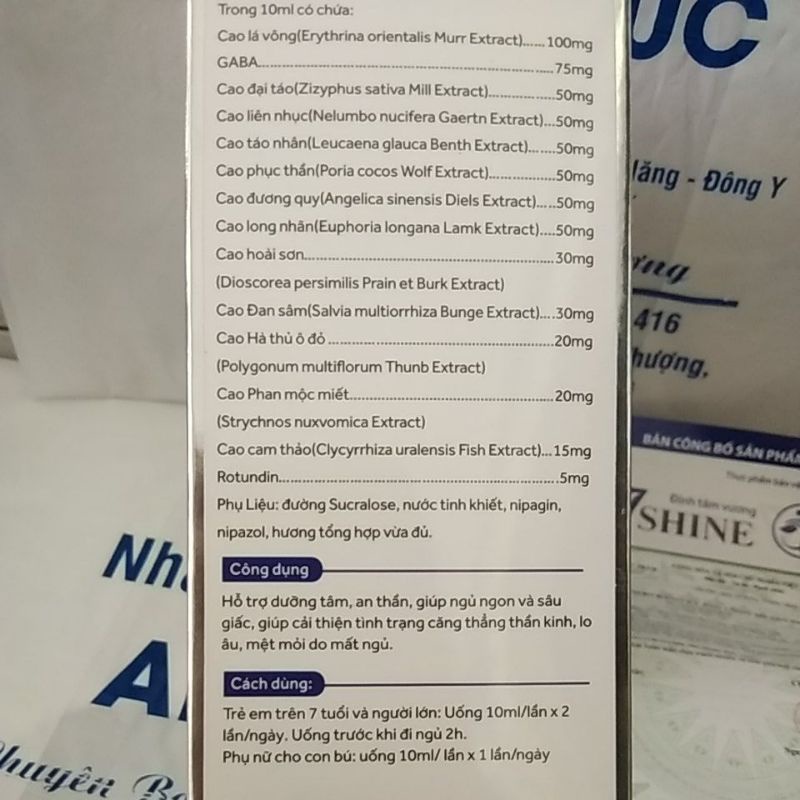 Trong 10ml có chứa:
Cao lá vông(Erythrina orientalis Murr Extract)......100mg
GABA...............................................................75mg
Cao đại táo(Zizyphus sativa Mill Extract)................50mg
Cao liên nhục(Nelumbo nucifera Gaertn Extract)...50mg
Cao táo nhân(Leucaena glauca Benth Extract).......50mg
Cao phục thần(Poria cocos Wolf Extract)................50mg
Cao đương quy(Angelica sinensis Diels Extract).....50mg
Cao long nhãn(Euphoria longana Lamk Extract)....50mg
Cao hoài sơn......................................................30mg
(Dioscorea persimilis Prain et Burk Extract)
Cao Đan sâm(Salvia multiorrhiza Bunge Extract)....30mg
Cao Hà thủ ô đỏ ................................................20mg
(Polygonum multiflorum Thunb Extract)
Cao Phan mộc miết............................................20mg
(Strychnos nuxvomica Extract)
Cao cam thảo(Clycyrrhiza uralensis Fish Extract)...15mg
Rotundin...........................................................5mg
Phụ Liệu: đường Sucralose, nước tinh khiết, nipagin,
nipazol, hương tổng hợp vừa đủ.
Công dụng
Hỗ trợ dưỡng tâm, an thần, giúp ngủ ngon và sâu
giấc, giúp cải thiện tình trạng căng thẳng thần kinh, lo
âu, mệt mỏi do mất ngủ.
Cách dùng:
Trẻ em trên 7 tuổi và người lớn: Uống 10ml/lần x 2
lần/ngày. Uống trước khi đi ngủ 2h.
Phụ nữ cho con bú: uống 10ml/ lần x 1 lần/ngày
ƯC
năng - Đông Y
416
BẢN CÔNG BỐ SẢN PHẨM
Định tâm vương
7SHINE